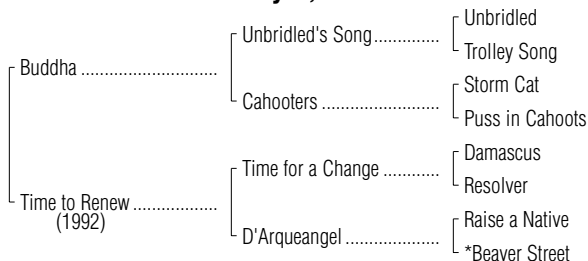 Unbridled
Unbridled's Song..............
Trolley Song
Buddha .............................
Storm Cat
Cahooters .........................
Puss in Cahoots
Damascus
Time for a Change ............
Resolver
Time to Renew ..................
(1992)
Raise a Native
D'Arqueangel ....................
*Beaver Street